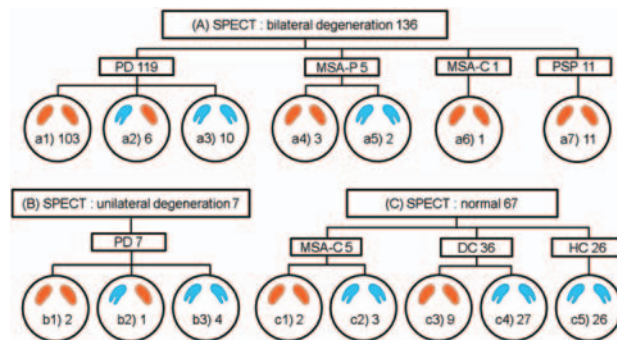 (A) SPECT : bilateral degeneration 136
PD 119
MSA-P 5
MSA-C 1
PSP 11
a1) 103
a2) 6
a3) 10
a4) 3
a5) 2
a6) 1
a7) 11
(B) SPECT : unilateral degeneration 7
(C) SPECT : normal 67
PD 7
MSA-C 5
DC 36
HC 26
b1) 2
b2) 1
b3) 4
c1) 2
c2) 3
c3) 9
c4) 27
c5) 26